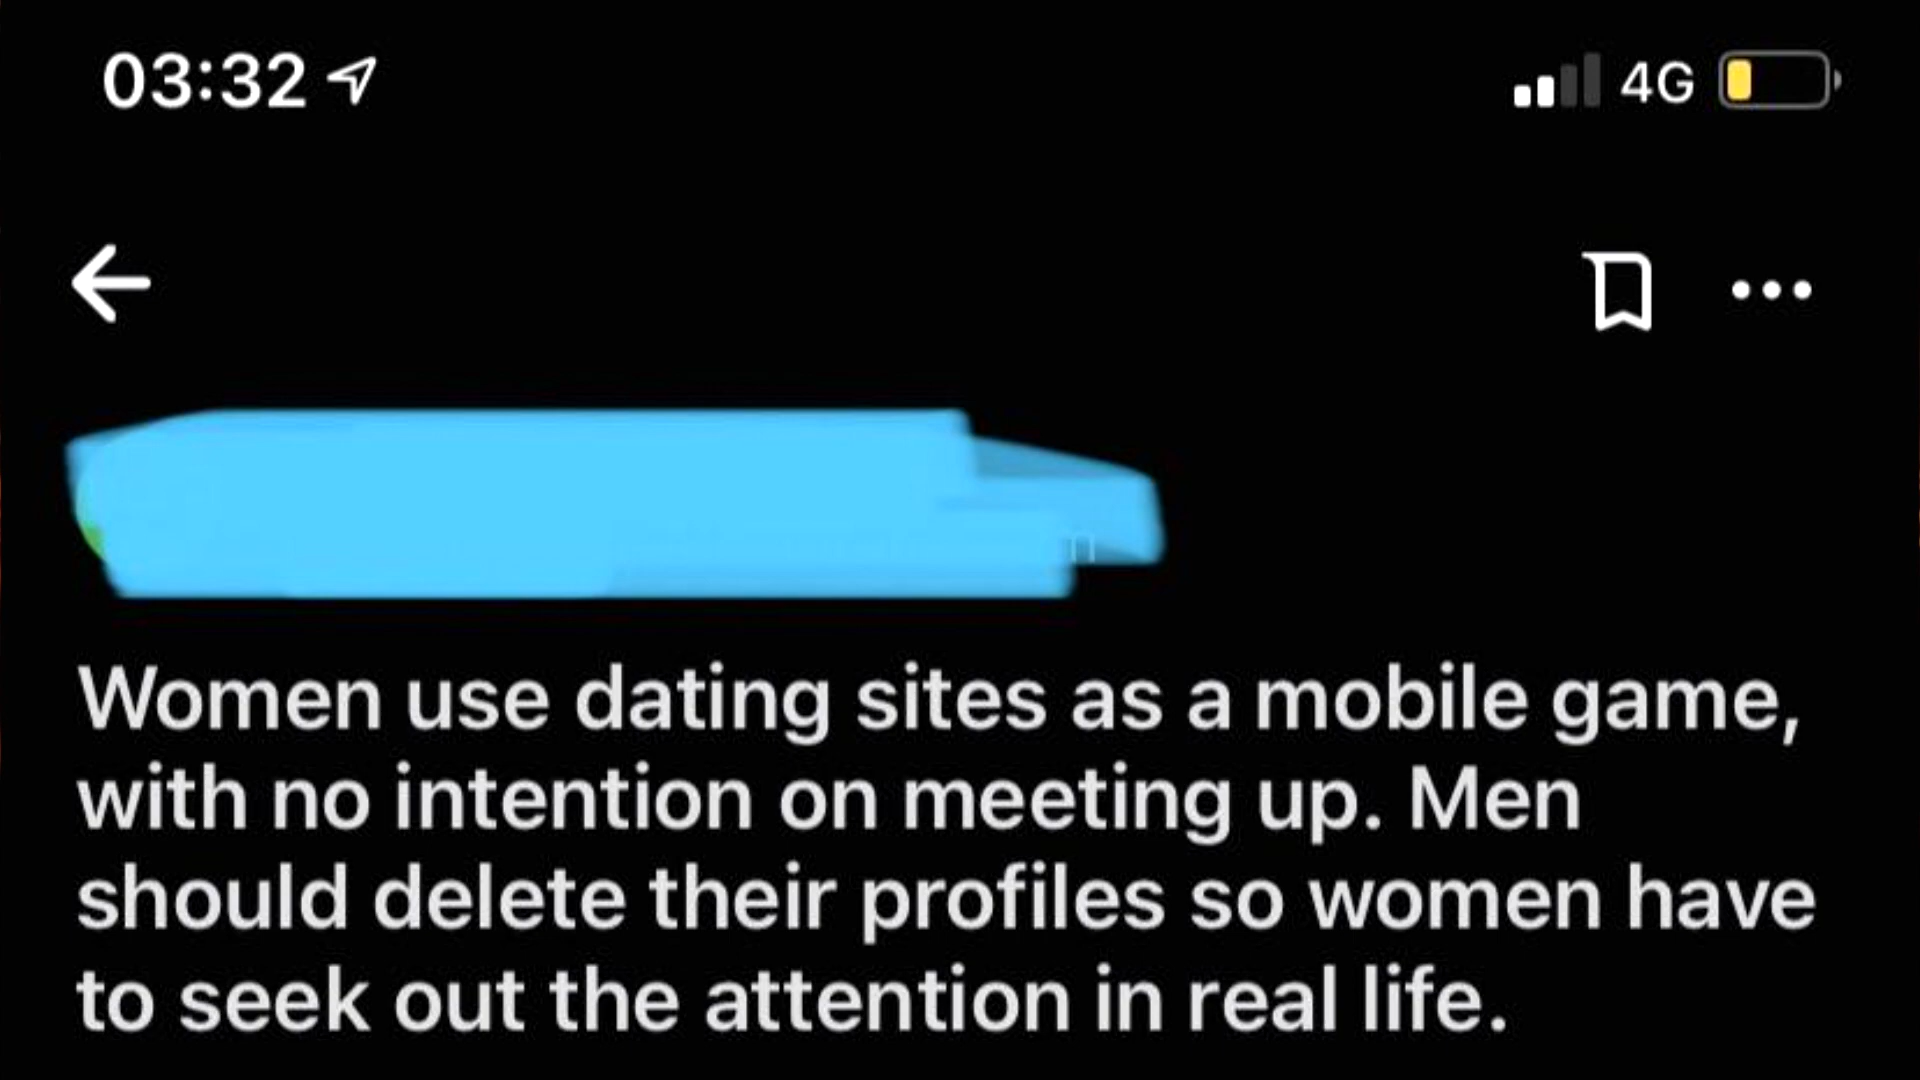 03:32
4G
Women use dating sites as a mobile game,
with no intention on meeting up. Men
should delete their profiles so women have
to seek out the attention in real life.